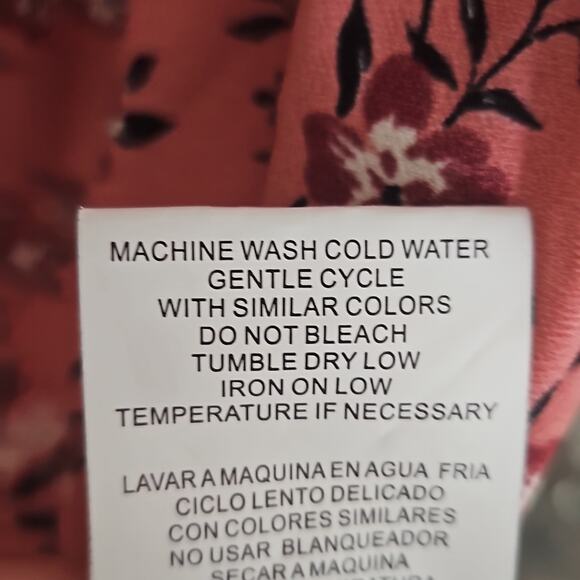 MACHINE WASH COLD WATER
GENTLE CYCLE
WITH SIMILAR COLORS
DO NOT BLEACH
TUMBLE DRY LOW
IRON ON LOW
TEMPERATURE IF NECESSARY
LAVAR A MAQUINA EN AGUA FRIA
CICLO LENTO DELICADO
CON COLORES SIMILARES
NO USAR BLANQUEADOR
SECAR A MAQUINA